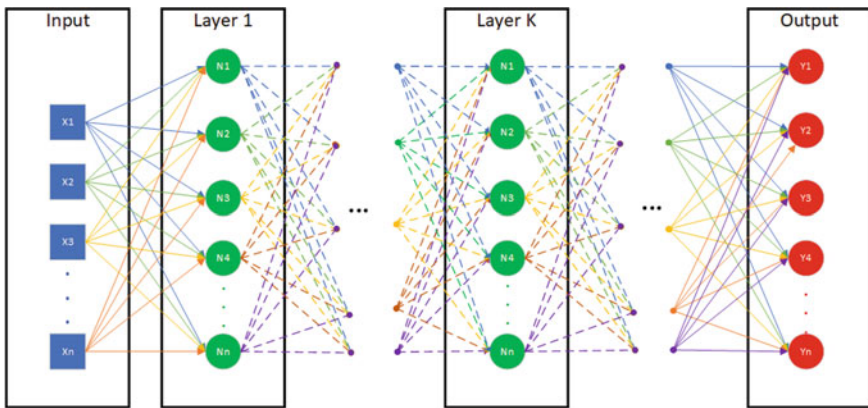 Input
Layer 1
Layer K
Output
X1
X2
X3
Xn
N1
N2
N3
N4
Nn
...
N1
N2
N3
N4
Nn
...
Y1
Y2
Y3
Y4
Yn